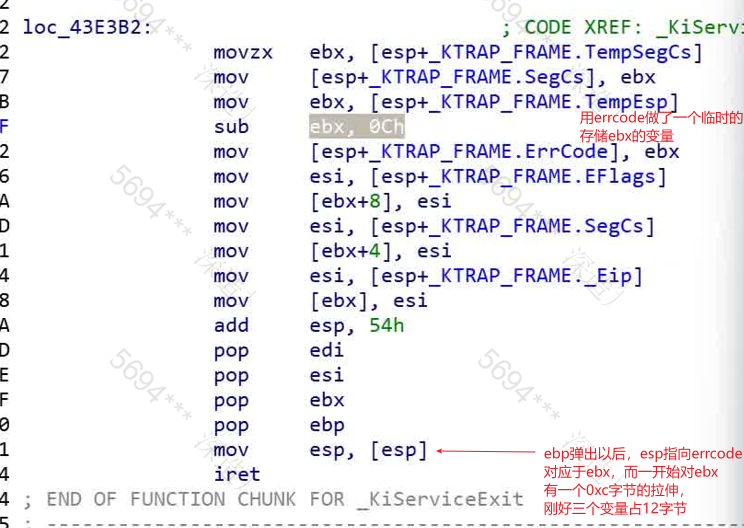 2
2 loc_43E3B2: ; CODE XREF: _KiServi
2 movzx ebx, [esp+_KTRAP_FRAME.TempSegCs]
7 mov [esp+_KTRAP_FRAME.SegCs], ebx
B mov ebx, [esp+_KTRAP_FRAME.TempEsp]
F sub ebx, 0Ch
用errcode做了一个临时的
存储ebx的变量
2 mov [esp+_KTRAP_FRAME.ErrCode], ebx
6 mov esi, [esp+_KTRAP_FRAME.EFlags]
A mov [ebx+8], esi
D mov esi, [esp+_KTRAP_FRAME.SegCs]
1 mov [ebx+4], esi
4 mov esi, [esp+_KTRAP_FRAME._Eip]
8 mov [ebx], esi
A add esp, 54h
D pop edi
E pop esi
F pop ebx
0 pop ebp
1 mov esp, [esp]
4 iret
ebp弹出以后，esp指向errcode
对应于ebx，而一开始对ebx
有一个0xc字节的拉伸，
刚好三个变量占12字节
4 ; END OF FUNCTION CHUNK FOR _KiServiceExit
5 ; ---------------------------------------------------
5694***
5694***
5694***
5694***